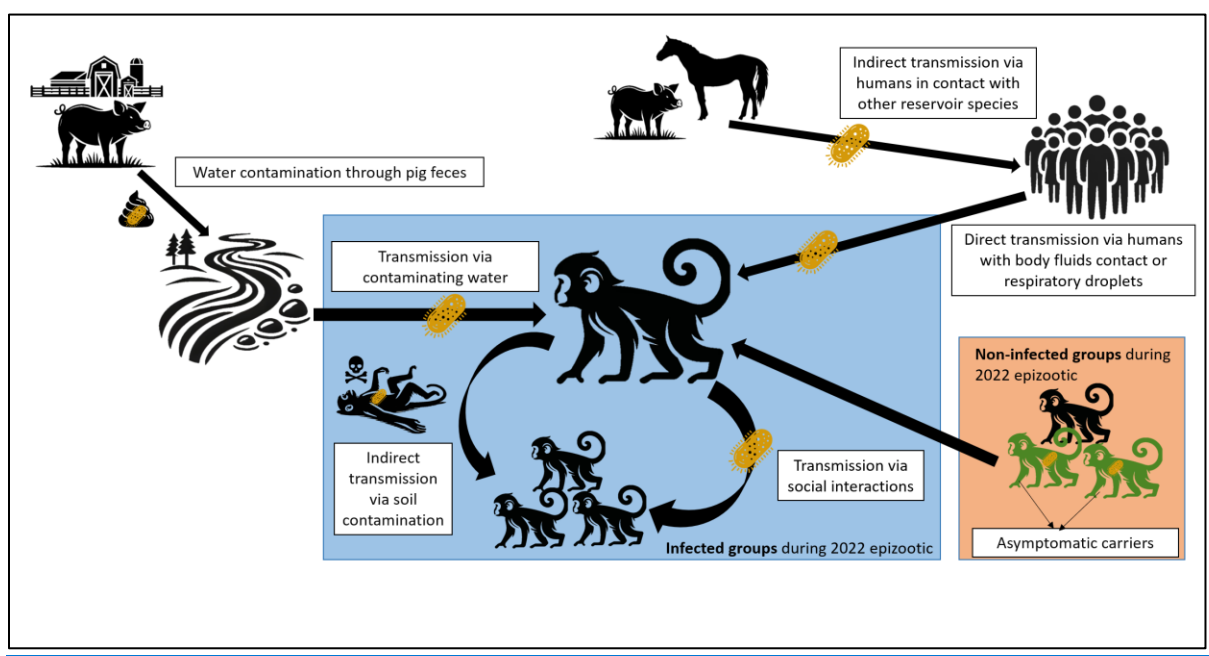 Indirect transmission via
humans in contact with
other reservoir species
Water contamination through pig feces
Transmission via
contaminating water
Direct transmission via humans
with body fluids contact or
respiratory droplets
Non-infected groups during
2022 epizootic
Indirect
transmission
via soil
contamination
Transmission via
social interactions
Asymptomatic carriers
Infected groups during 2022 epizootic